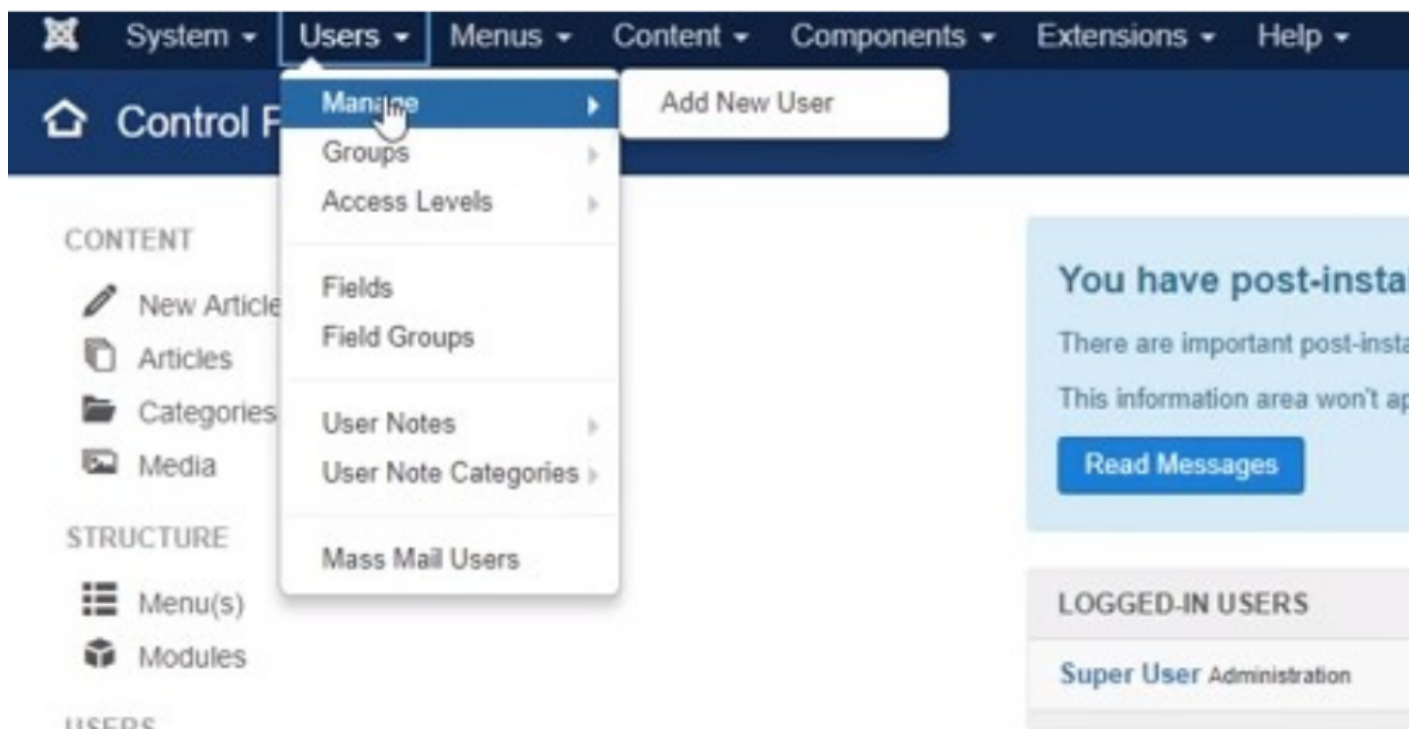 System Users Menus Content Components Extensions Help
Control P
Manage
Add New User
Groups
Access Levels
Fields
Field Groups
User Notes
User Note Categories
Mass Mail Users
CONTENT
New Article
Articles
Categories
Media
STRUCTURE
Menu(s)
Modules
USERS
You have post-instal
There are important post-insta
This information area won't ap
Read Messages
LOGGED-IN USERS
Super User Administration